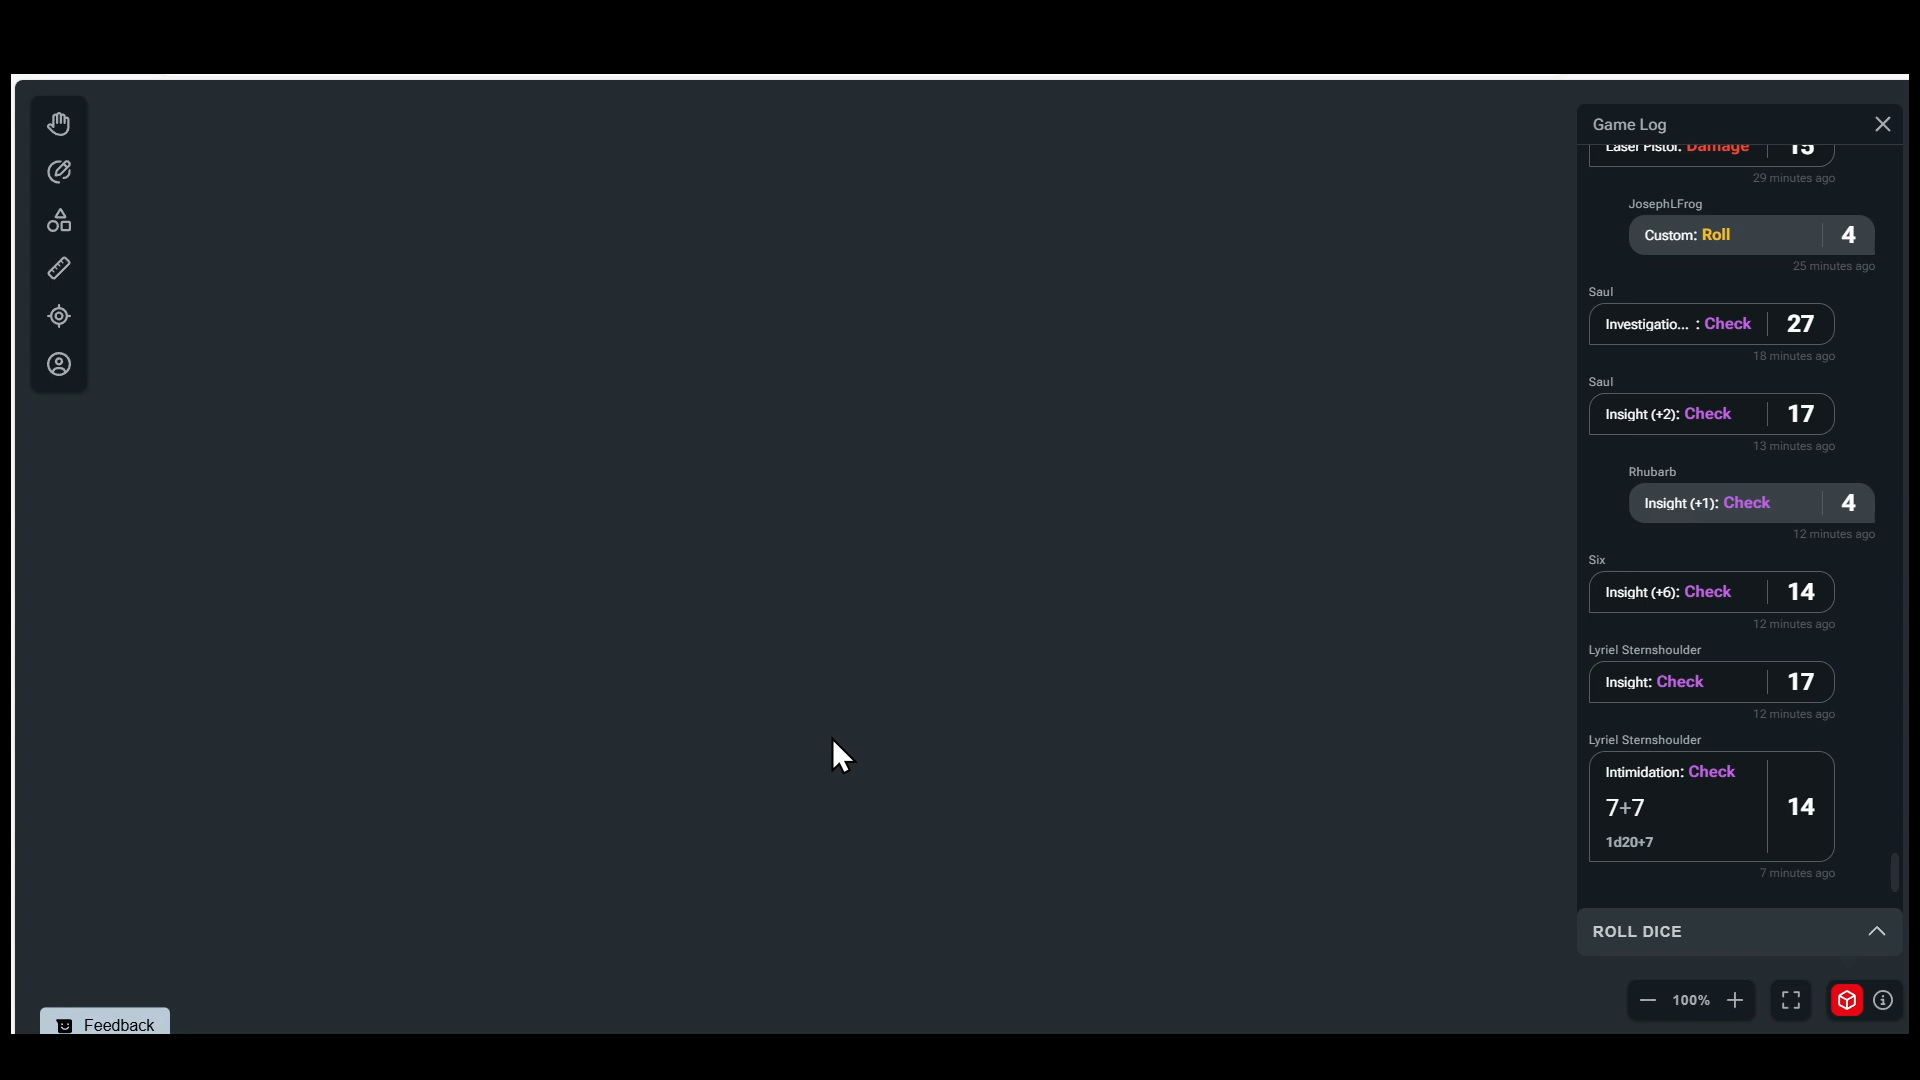 Game Log
Laser Pistol: Damage 15
29 minutes ago
JosephLFrog
Custom: Roll 4
25 minutes ago
Saul
Investigatio... : Check 27
18 minutes ago
Saul
Insight (+2): Check 17
13 minutes ago
Rhubarb
Insight (+1): Check 4
12 minutes ago
Six
Insight (+6): Check 14
12 minutes ago
Lyriel Sternshoulder
Insight: Check 17
12 minutes ago
Lyriel Sternshoulder
Intimidation: Check
7+7 14
1d20+7
7 minutes ago
ROLL DICE
100%
Feedback